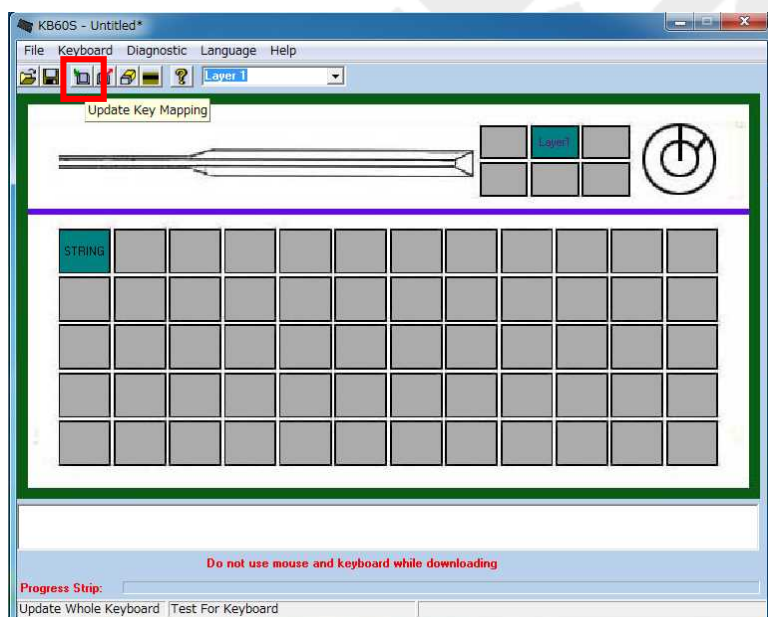 KB60S - Untitled*
File Keyboard Diagnostic Language Help
Layer 1
Update Key Mapping
Layer1
STRING
Do not use mouse and keyboard while downloading
Progress Strip:
Update Whole Keyboard Test For Keyboard